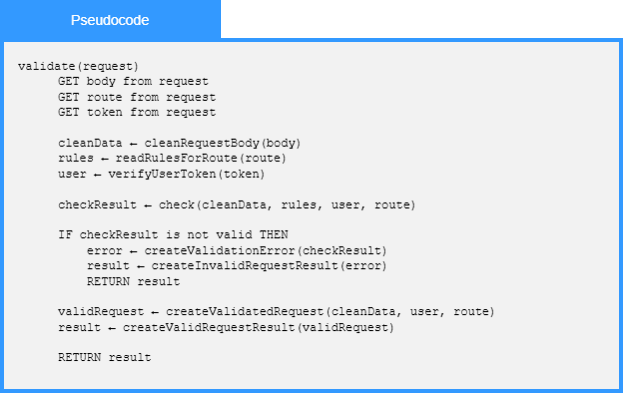 Pseudocode
validate(request)
GET body from request
GET route from request
GET token from request
cleanData ← cleanRequestBody(body)
rules ← readRulesForRoute(route)
user ← verifyUserToken(token)
checkResult ← check(cleanData, rules, user, route)
IF checkResult is not valid THEN
error ← createValidationError(checkResult)
result ← createInvalidRequestResult(error)
RETURN result
validRequest ← createValidatedRequest(cleanData, user, route)
result ← createValidRequestResult(validRequest)
RETURN result